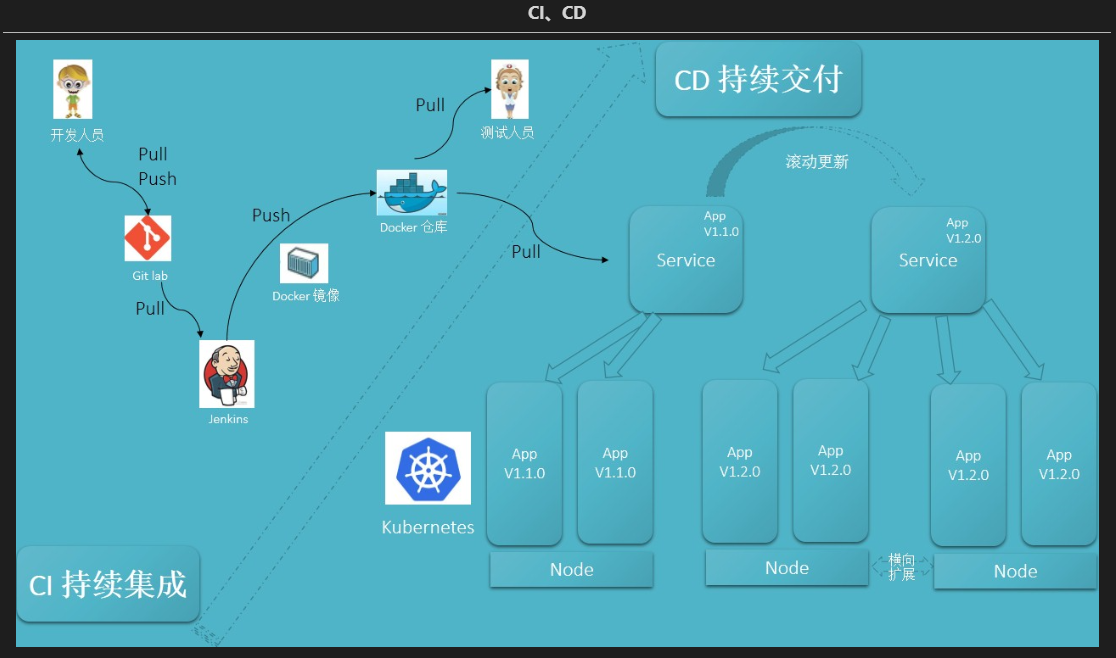 CI、CD
CD 持续交付
开发人员
Pull
Push
Git lab
Pull
Jenkins
Push
Docker 镜像
Docker 仓库
Pull
测试人员
Pull
滚动更新
App
V1.1.0
Service
App
V1.2.0
Service
App
V1.1.0
App
V1.1.0
App
V1.2.0
App
V1.2.0
App
V1.2.0
App
V1.2.0
Kubernetes
Node
Node
横向
扩展
Node
CI 持续集成